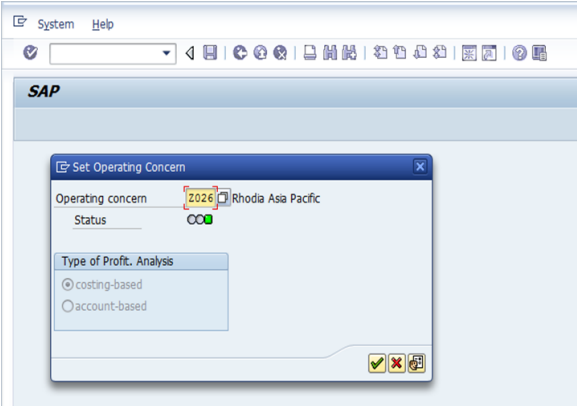 System Help
SAP
Set Operating Concern
Operating concern Z026 Rhodia Asia Pacific
Status
Type of Profit. Analysis
costing-based
account-based